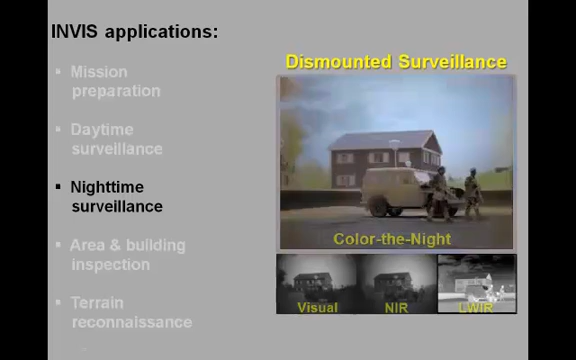 INVIS applications:
Mission
preparation
Daytime
surveillance
Nighttime
surveillance
Area & building
inspection
Terrain
reconnaissance
Dismounted Surveillance
Color-the-Night
Visual
NIR
LWIR